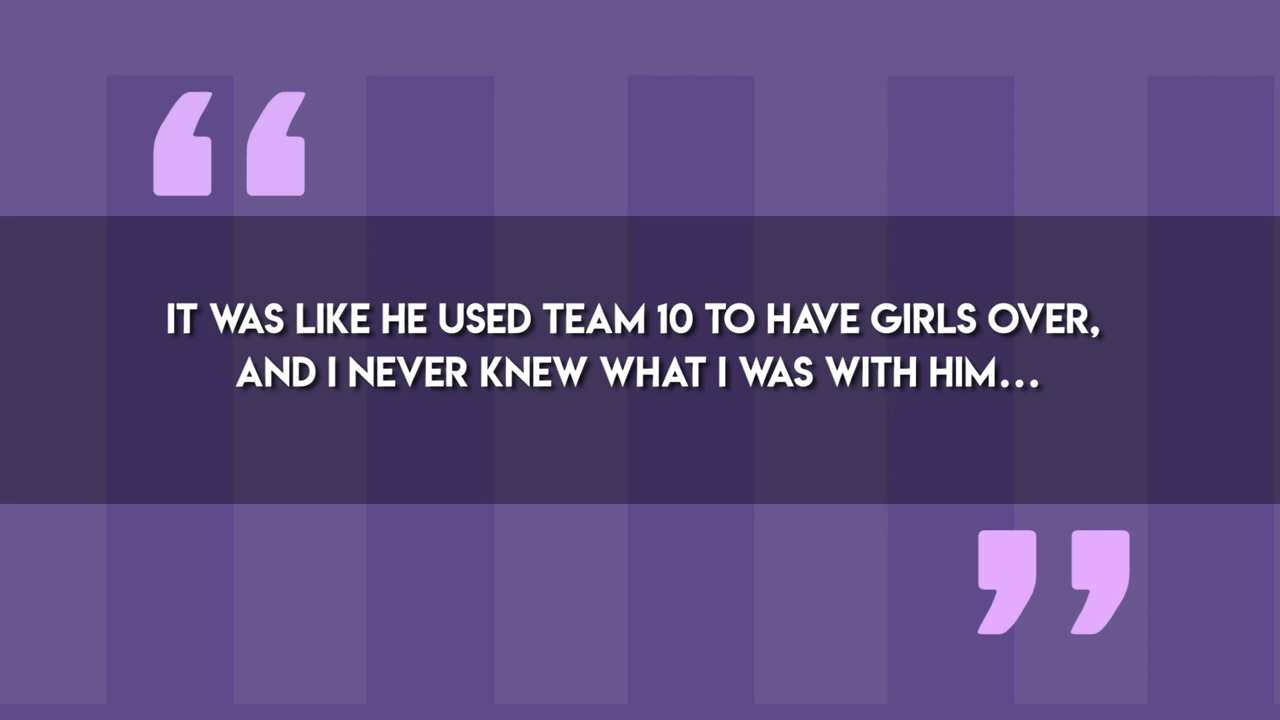 “
IT WAS LIKE HE USED TEAM 10 TO HAVE GIRLS OVER,
AND I NEVER KNEW WHAT I WAS WITH HIM...
”